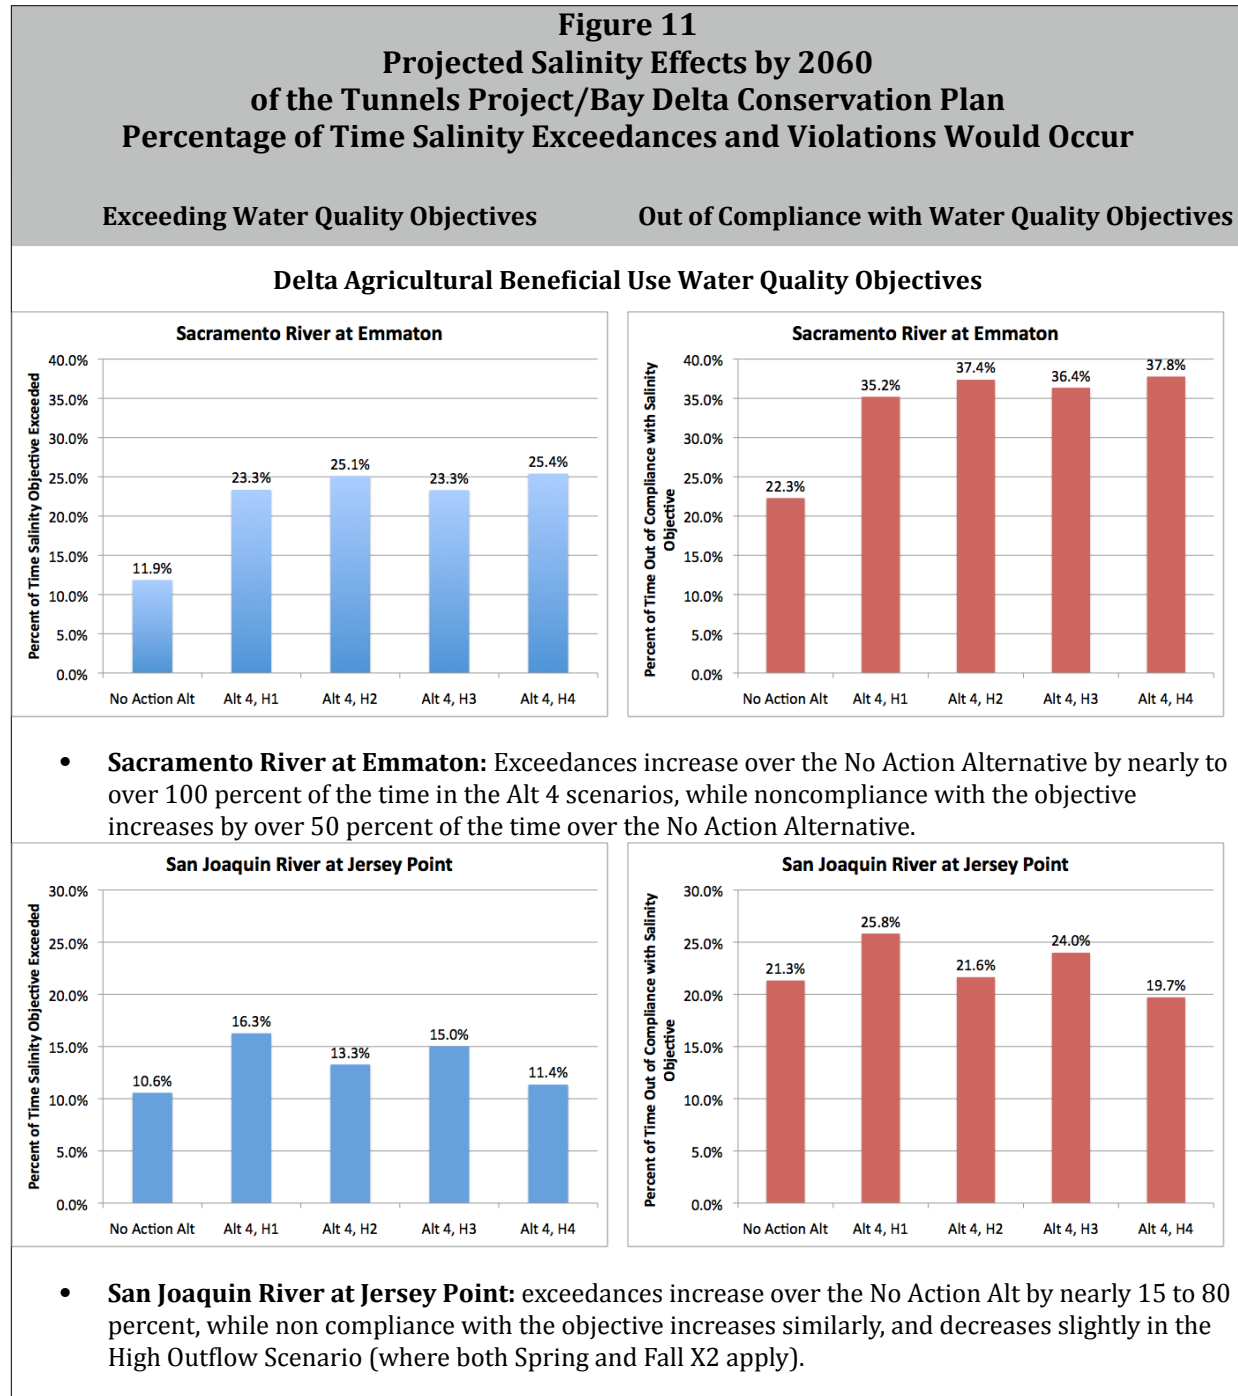 Figure 11
Projected Salinity Effects by 2060
of the Tunnels Project/Bay Delta Conservation Plan
Percentage of Time Salinity Exceedances and Violations Would Occur
Exceeding Water Quality Objectives
Out of Compliance with Water Quality Objectives
Delta Agricultural Beneficial Use Water Quality Objectives
Sacramento River at Emmaton
Percent of Time Salinity Objective Exceeded
40.0%
35.0%
30.0%
25.0%
20.0%
15.0%
10.0%
5.0%
0.0%
11.9%
23.3%
25.1%
23.3%
25.4%
No Action Alt
Alt 4, H1
Alt 4, H2
Alt 4, H3
Alt 4, H4
Sacramento River at Emmaton
Percent of Time Out of Compliance with Salinity
Objective
40.0%
35.0%
30.0%
25.0%
20.0%
15.0%
10.0%
5.0%
0.0%
22.3%
35.2%
37.4%
36.4%
37.8%
No Action Alt
Alt 4, H1
Alt 4, H2
Alt 4, H3
Alt 4, H4
• Sacramento River at Emmaton: Exceedances increase over the No Action Alternative by nearly to
over 100 percent of the time in the Alt 4 scenarios, while noncompliance with the objective
increases by over 50 percent of the time over the No Action Alternative.
San Joaquin River at Jersey Point
Percent of Time Salinity Objective Exceeded
30.0%
25.0%
20.0%
15.0%
10.0%
5.0%
0.0%
10.6%
16.3%
13.3%
15.0%
11.4%
No Action Alt
Alt 4, H1
Alt 4, H2
Alt 4, H3
Alt 4, H4
San Joaquin River at Jersey Point
Percent of Time Out of Compliance with Salinity
Objective
30.0%
25.0%
20.0%
15.0%
10.0%
5.0%
0.0%
21.3%
25.8%
21.6%
24.0%
19.7%
No Action Alt
Alt 4, H1
Alt 4, H2
Alt 4, H3
Alt 4, H4
• San Joaquin River at Jersey Point: exceedances increase over the No Action Alt by nearly 15 to 80
percent, while non compliance with the objective increases similarly, and decreases slightly in the
High Outflow Scenario (where both Spring and Fall X2 apply).